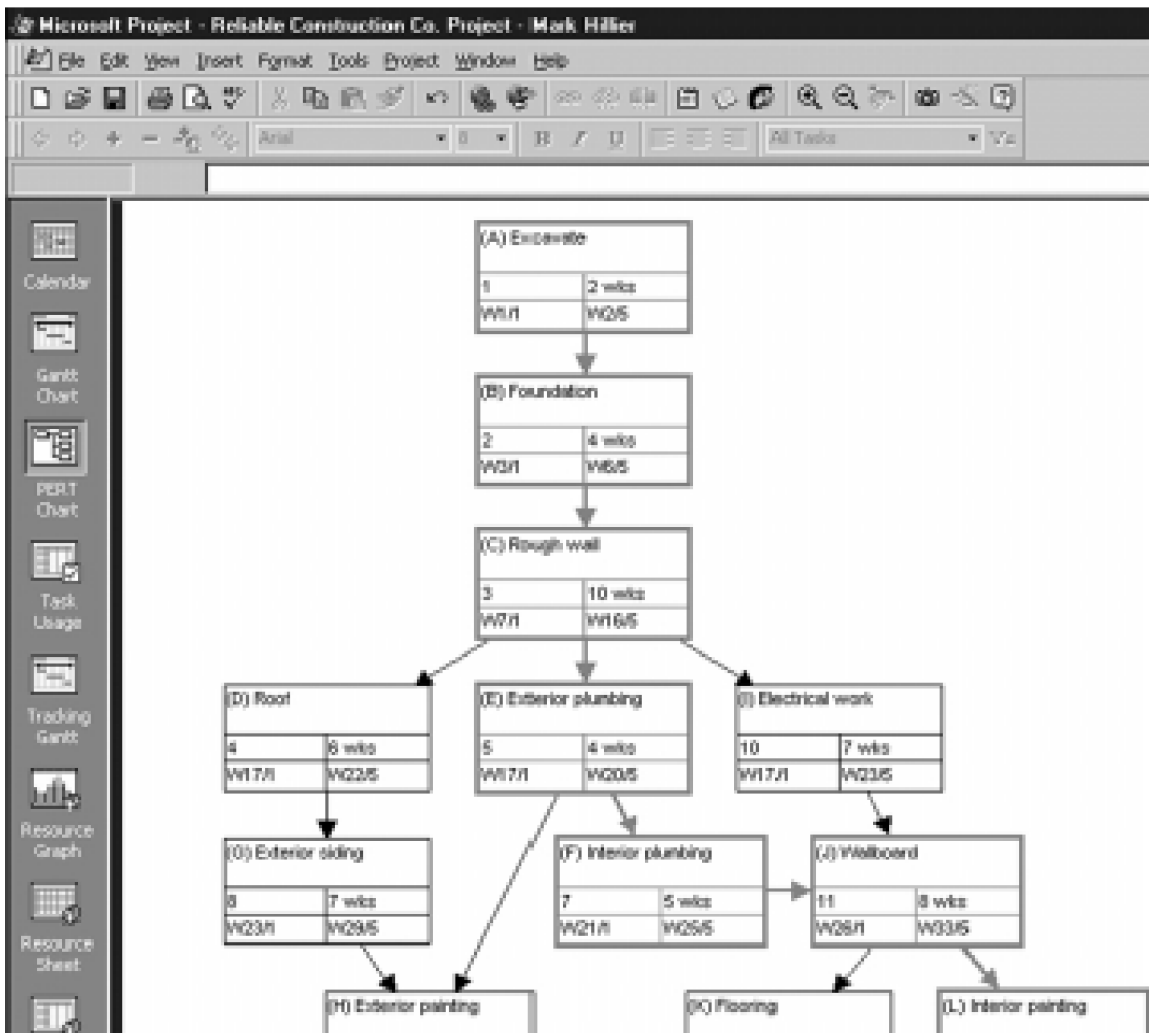 Microsoft Project - Reliable Construction Co. Project - Mark Hillier
File Edit View Insert Format Tools Project Window Help
Arial 8 B I U All Tasks
Calendar
Gantt
Chart
PERT
Chart
Task
Usage
Tracking
Gantt
Resource
Graph
Resource
Sheet
(A) Excavate
1 2 wks
W1/1 W2/5
(B) Foundation
2 4 wks
W3/1 W6/5
(C) Rough wall
3 10 wks
W7/1 W16/5
(D) Roof
4 6 wks
W17/1 W22/5
(E) Exterior plumbing
5 4 wks
W17/1 W20/5
(I) Electrical work
10 7 wks
W17/1 W23/5
(G) Exterior siding
8 7 wks
W23/1 W29/5
(F) Interior plumbing
7 5 wks
W21/1 W25/5
(J) Wallboard
11 8 wks
W26/1 W33/5
(H) Exterior painting
(K) Flooring
(L) Interior painting